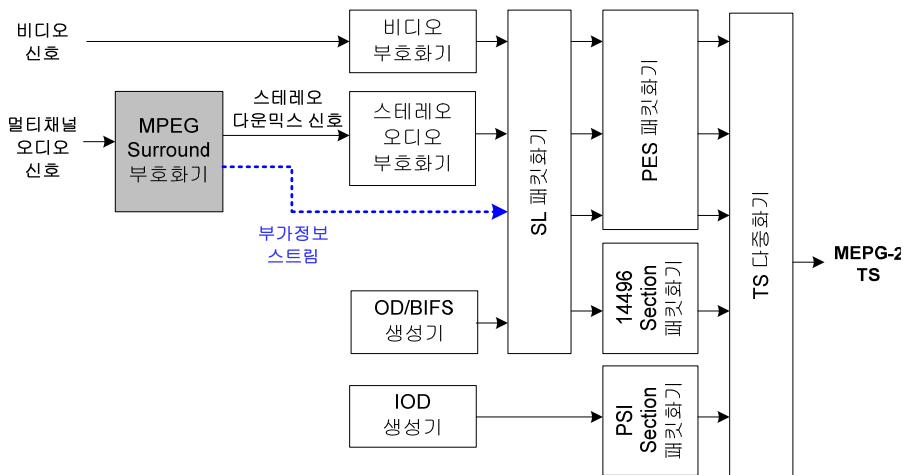 비디오
신호
비디오
부호화기
멀티채널
오디오
신호
MPEG
Surround
부호화기
스테레오
다운믹스 신호
스테레오
오디오
부호화기
부가정보
스트림
OD/BIFS
생성기
IOD
생성기
SL 패킷화기
PES 패킷화기
14496
Section
패킷화기
PSI
Section
패킷화기
TS 다중화기
MEPG-2
TS